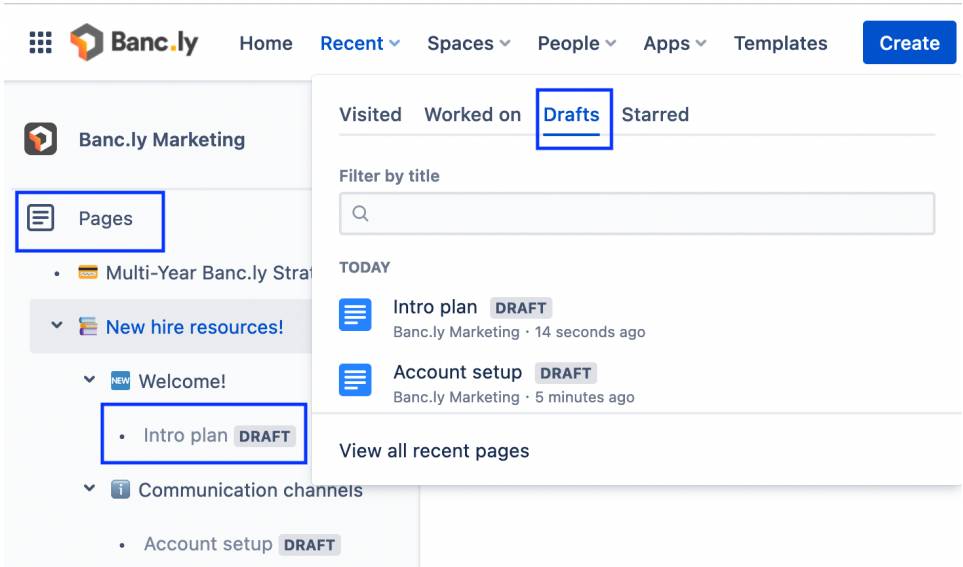 Banc.ly Home Recent Spaces People Apps Templates Create
Banc.ly Marketing
Pages
Multi-Year Banc.ly Strat
New hire resources!
NEW Welcome!
Intro plan DRAFT
i Communication channels
Account setup DRAFT
Visited Worked on Drafts Starred
Filter by title
TODAY
Intro plan DRAFT
Banc.ly Marketing · 14 seconds ago
Account setup DRAFT
Banc.ly Marketing · 5 minutes ago
View all recent pages